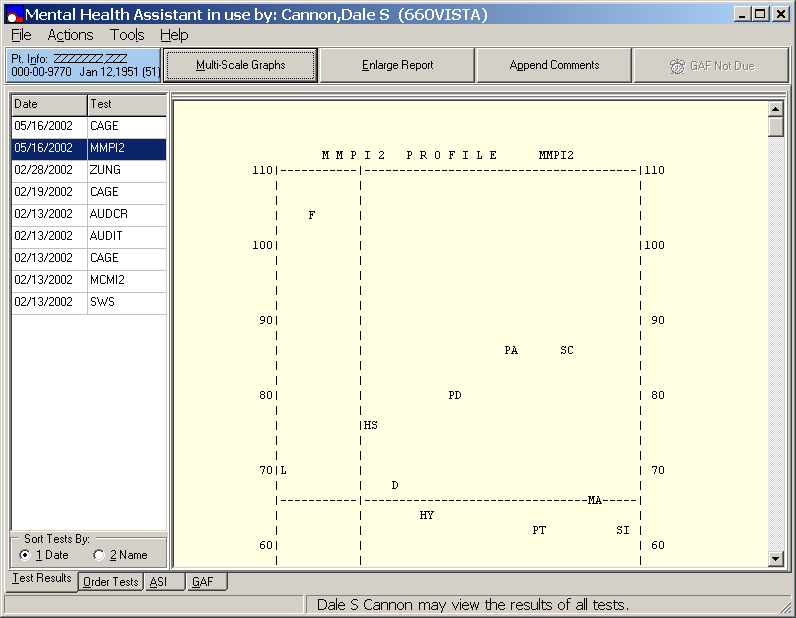 Mental Health Assistant in use by: Cannon,Dale S (660VISTA)
File Actions Tools Help
Pt. Info: ZZZZZZZZ,ZZZ
000-00-9770 Jan 12,1951 (51)
Multi-Scale Graphs
Enlarge Report
Append Comments
GAF Not Due
Date Test
05/16/2002 CAGE
05/16/2002 MMPI2
02/28/2002 ZUNG
02/19/2002 CAGE
02/13/2002 AUDCR
02/13/2002 AUDIT
02/13/2002 CAGE
02/13/2002 MCMI2
02/13/2002 SWS
Sort Tests By:
1 Date 2 Name
M M P I 2 P R O F I L E MMPI2
110 110
F
100 100
90 90
PA SC
80 PD 80
HS
70 L 70
D
MA
HY
PT SI
60 60
Test Results Order Tests ASI GAF
Dale S Cannon may view the results of all tests.